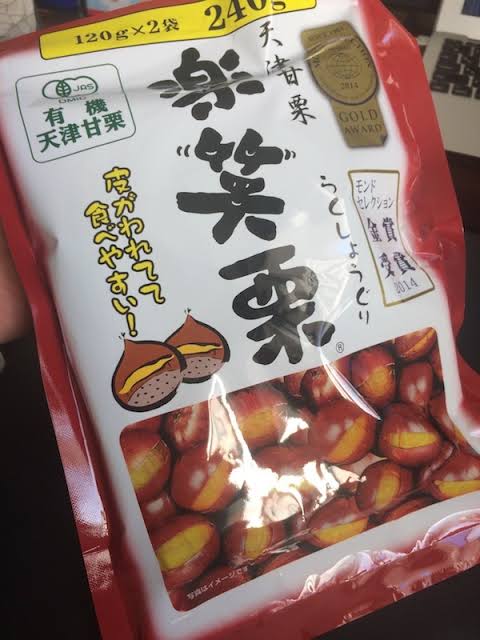 120g×2袋
240g
JAS
有機
天津甘栗
天津甘栗
楽笑栗
らくしょうぐり
®
GOLD
AWARD
2014
モンド
セレクション
金賞
受賞
2014
皮がわれてて
食べやすい！
写真はイメージです